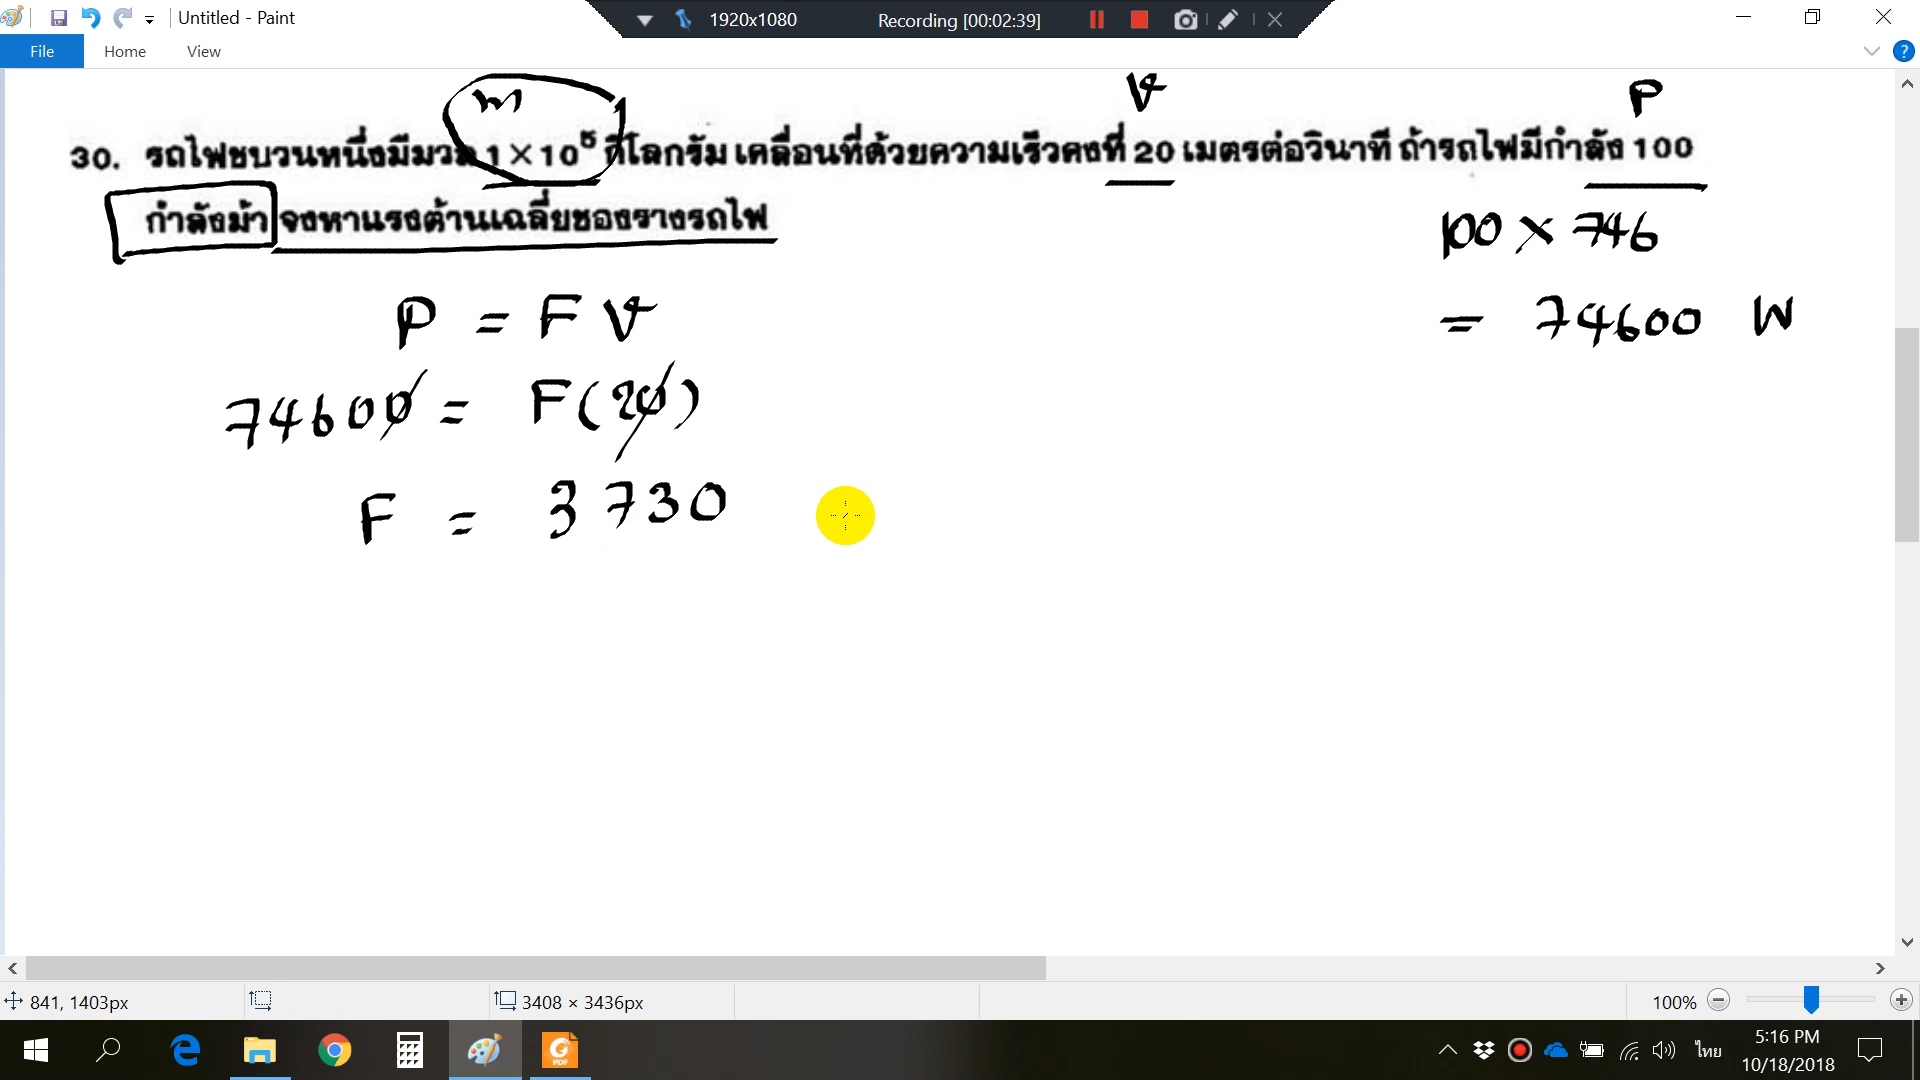 Untitled - Paint
1920x1080
Recording [00:02:39]
File
Home
View
m
v
P
30. รถไฟขบวนหนึ่งมีมวล 1×10⁵ กิโลกรัม เคลื่อนที่ด้วยความเร็วคงที่ 20 เมตรต่อวินาที ถ้ารถไฟมีกำลัง 100
กำลังม้า จงหาแรงต้านเฉลี่ยของรางรถไฟ
100 × 746
= 74600 W
P = F v
74600 = F(20)
F = 3730
841, 1403px
3408 × 3436px
100%
PDF
ไทย
5:16 PM
10/18/2018